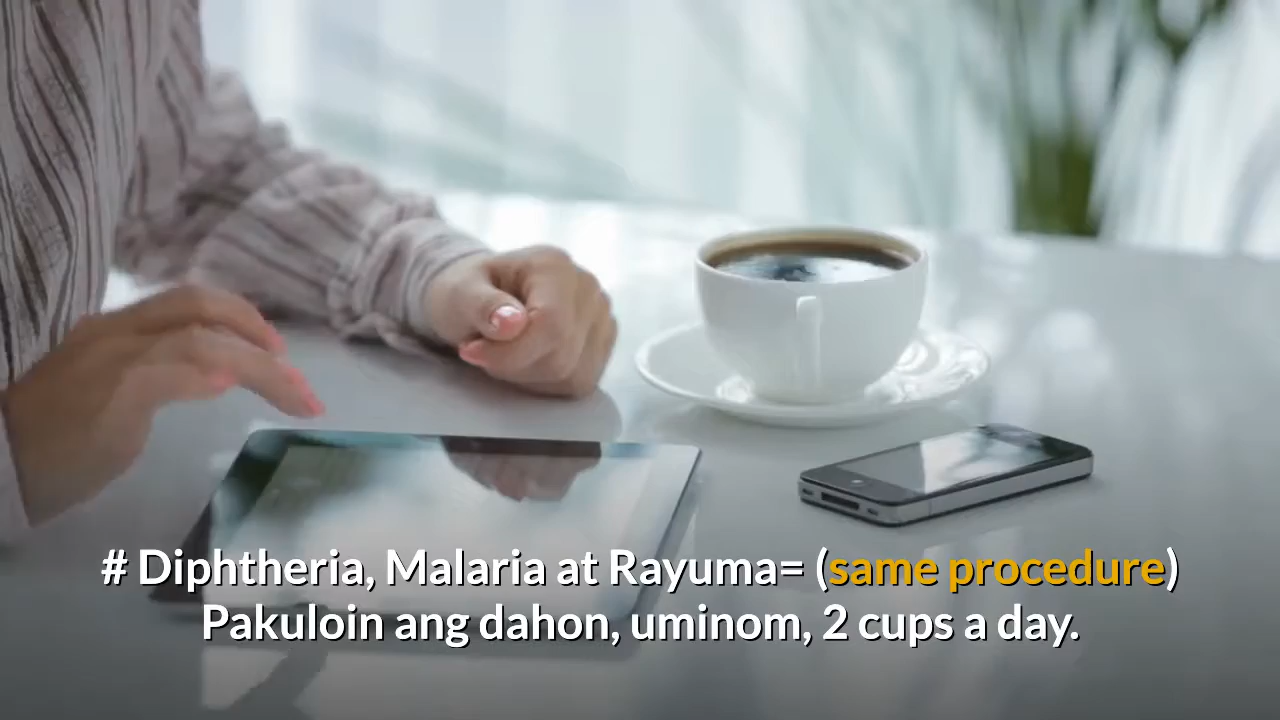 # Diphtheria, Malaria at Rayuma= (same procedure)
Pakuloin ang dahon, uminom, 2 cups a day.